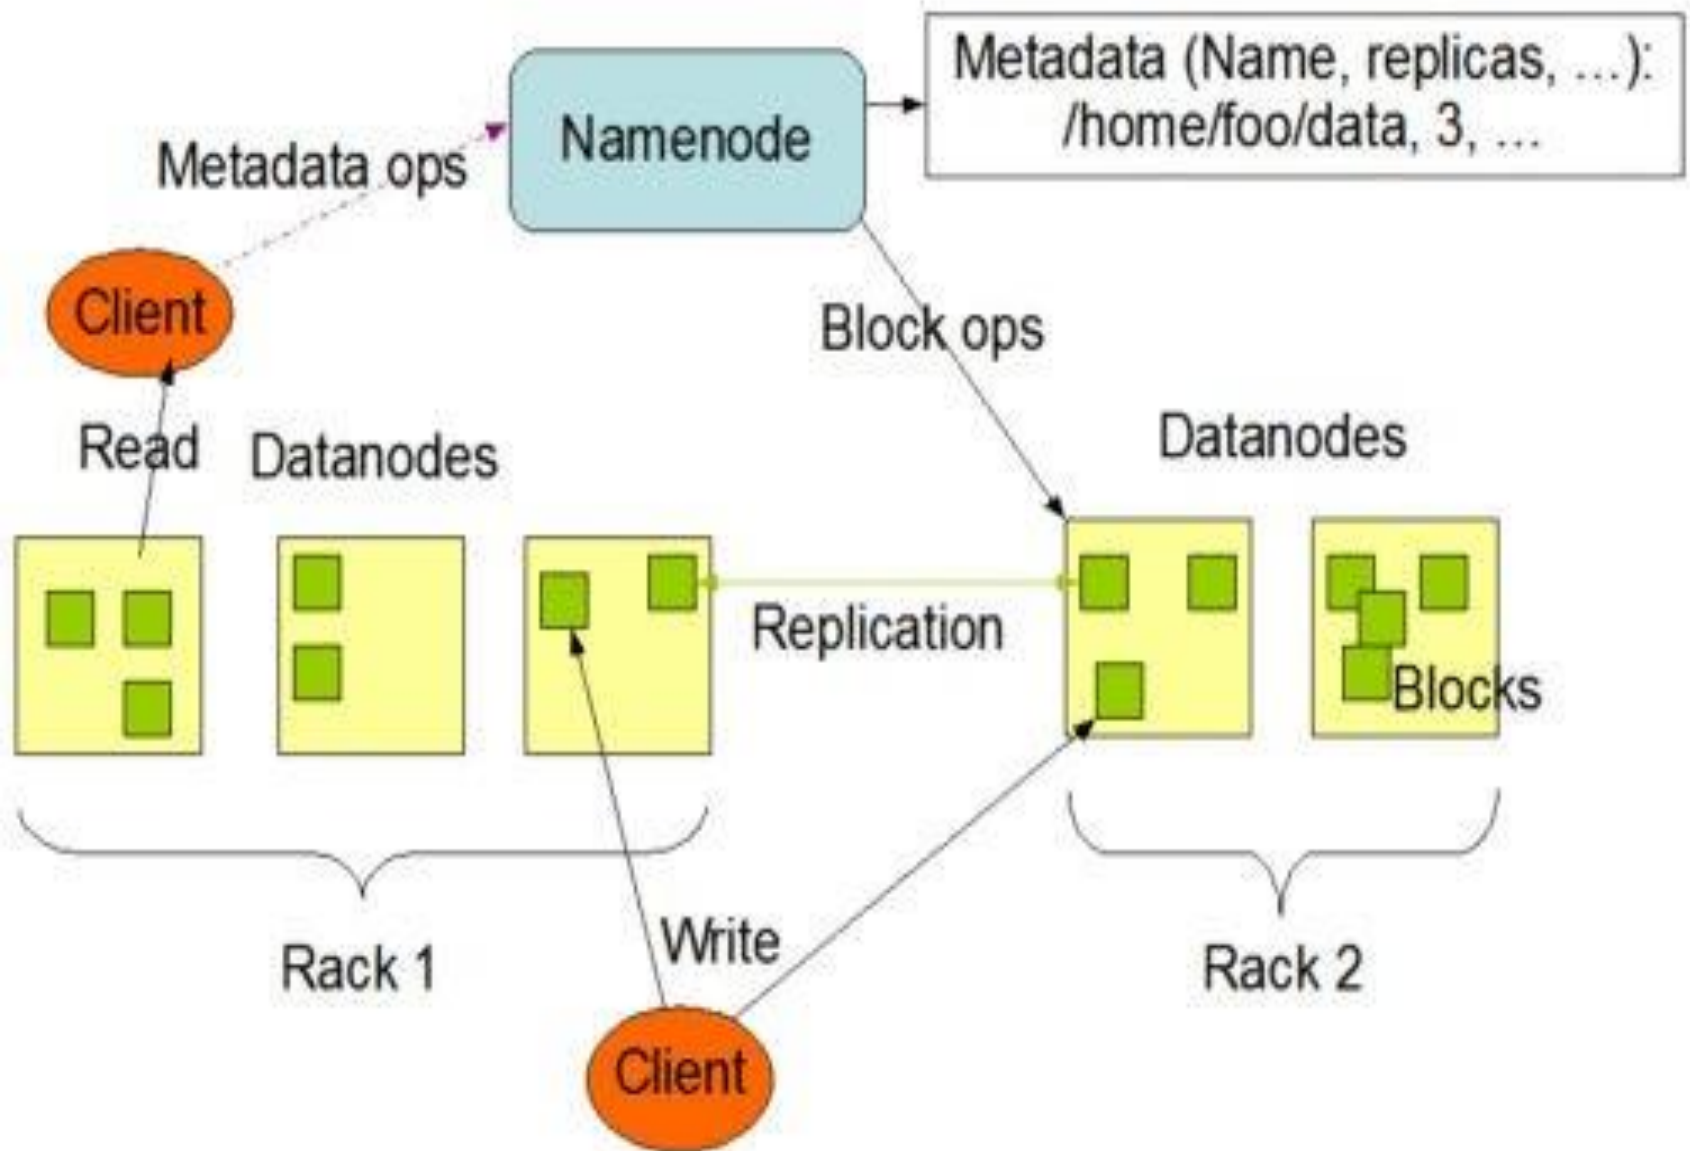 Metadata (Name, replicas, ...):
/home/foo/data, 3, ...
Namenode
Metadata ops
Client
Block ops
Read
Datanodes
Datanodes
Replication
Blocks
Rack 1
Write
Rack 2
Client